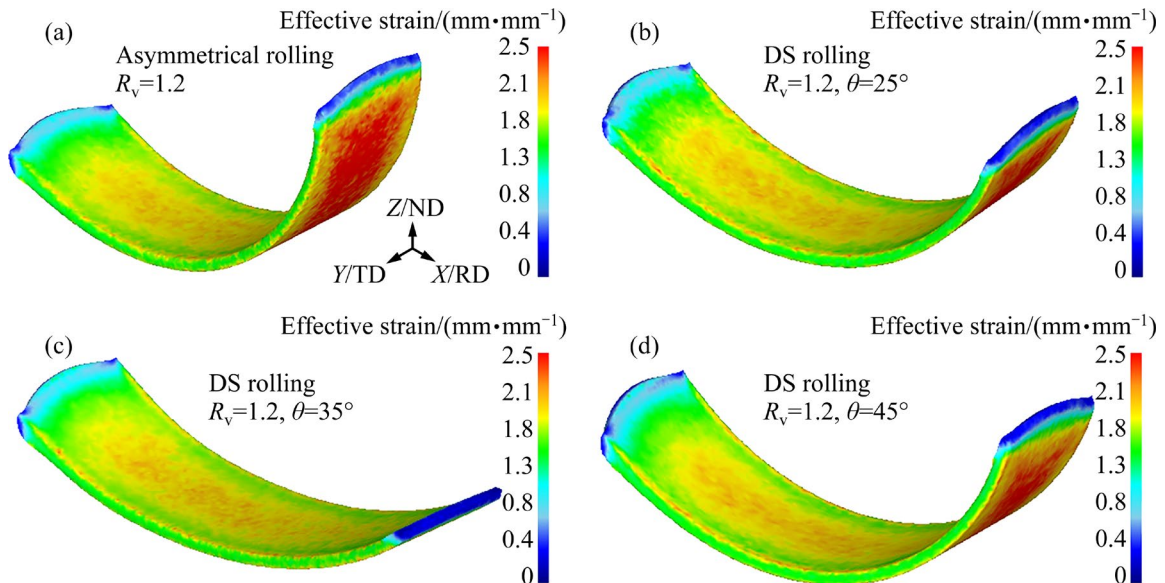 Effective strain/(mm•mm⁻¹)
(a)
Asymmetrical rolling
Rᵥ=1.2
2.5
2.1
1.8
1.3
0.8
0.4
0
Z/ND
Y/TD
X/RD
Effective strain/(mm•mm⁻¹)
(b)
DS rolling
Rᵥ=1.2, θ=25°
2.5
2.1
1.8
1.3
0.8
0.4
0
Effective strain/(mm•mm⁻¹)
(c)
DS rolling
Rᵥ=1.2, θ=35°
2.5
2.1
1.8
1.3
0.8
0.4
0
Effective strain/(mm•mm⁻¹)
(d)
DS rolling
Rᵥ=1.2, θ=45°
2.5
2.1
1.8
1.3
0.8
0.4
0